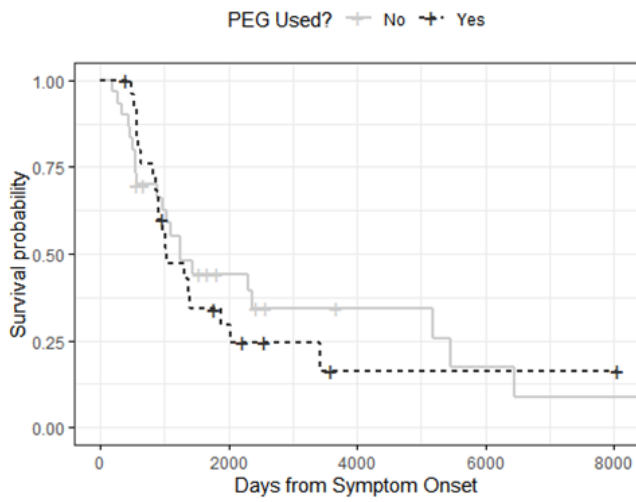 PEG Used? No Yes
1.00
0.75
0.50
0.25
0.00
Survival probability
0 2000 4000 6000 8000
Days from Symptom Onset